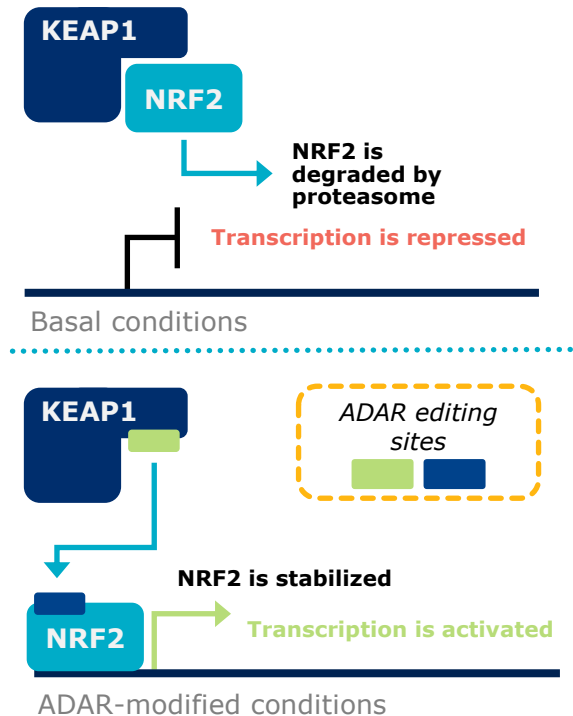 KEAP1
NRF2
NRF2 is
degraded by
proteasome
Transcription is repressed
Basal conditions
KEAP1
ADAR editing
sites
NRF2 is stabilized
NRF2
Transcription is activated
ADAR-modified conditions